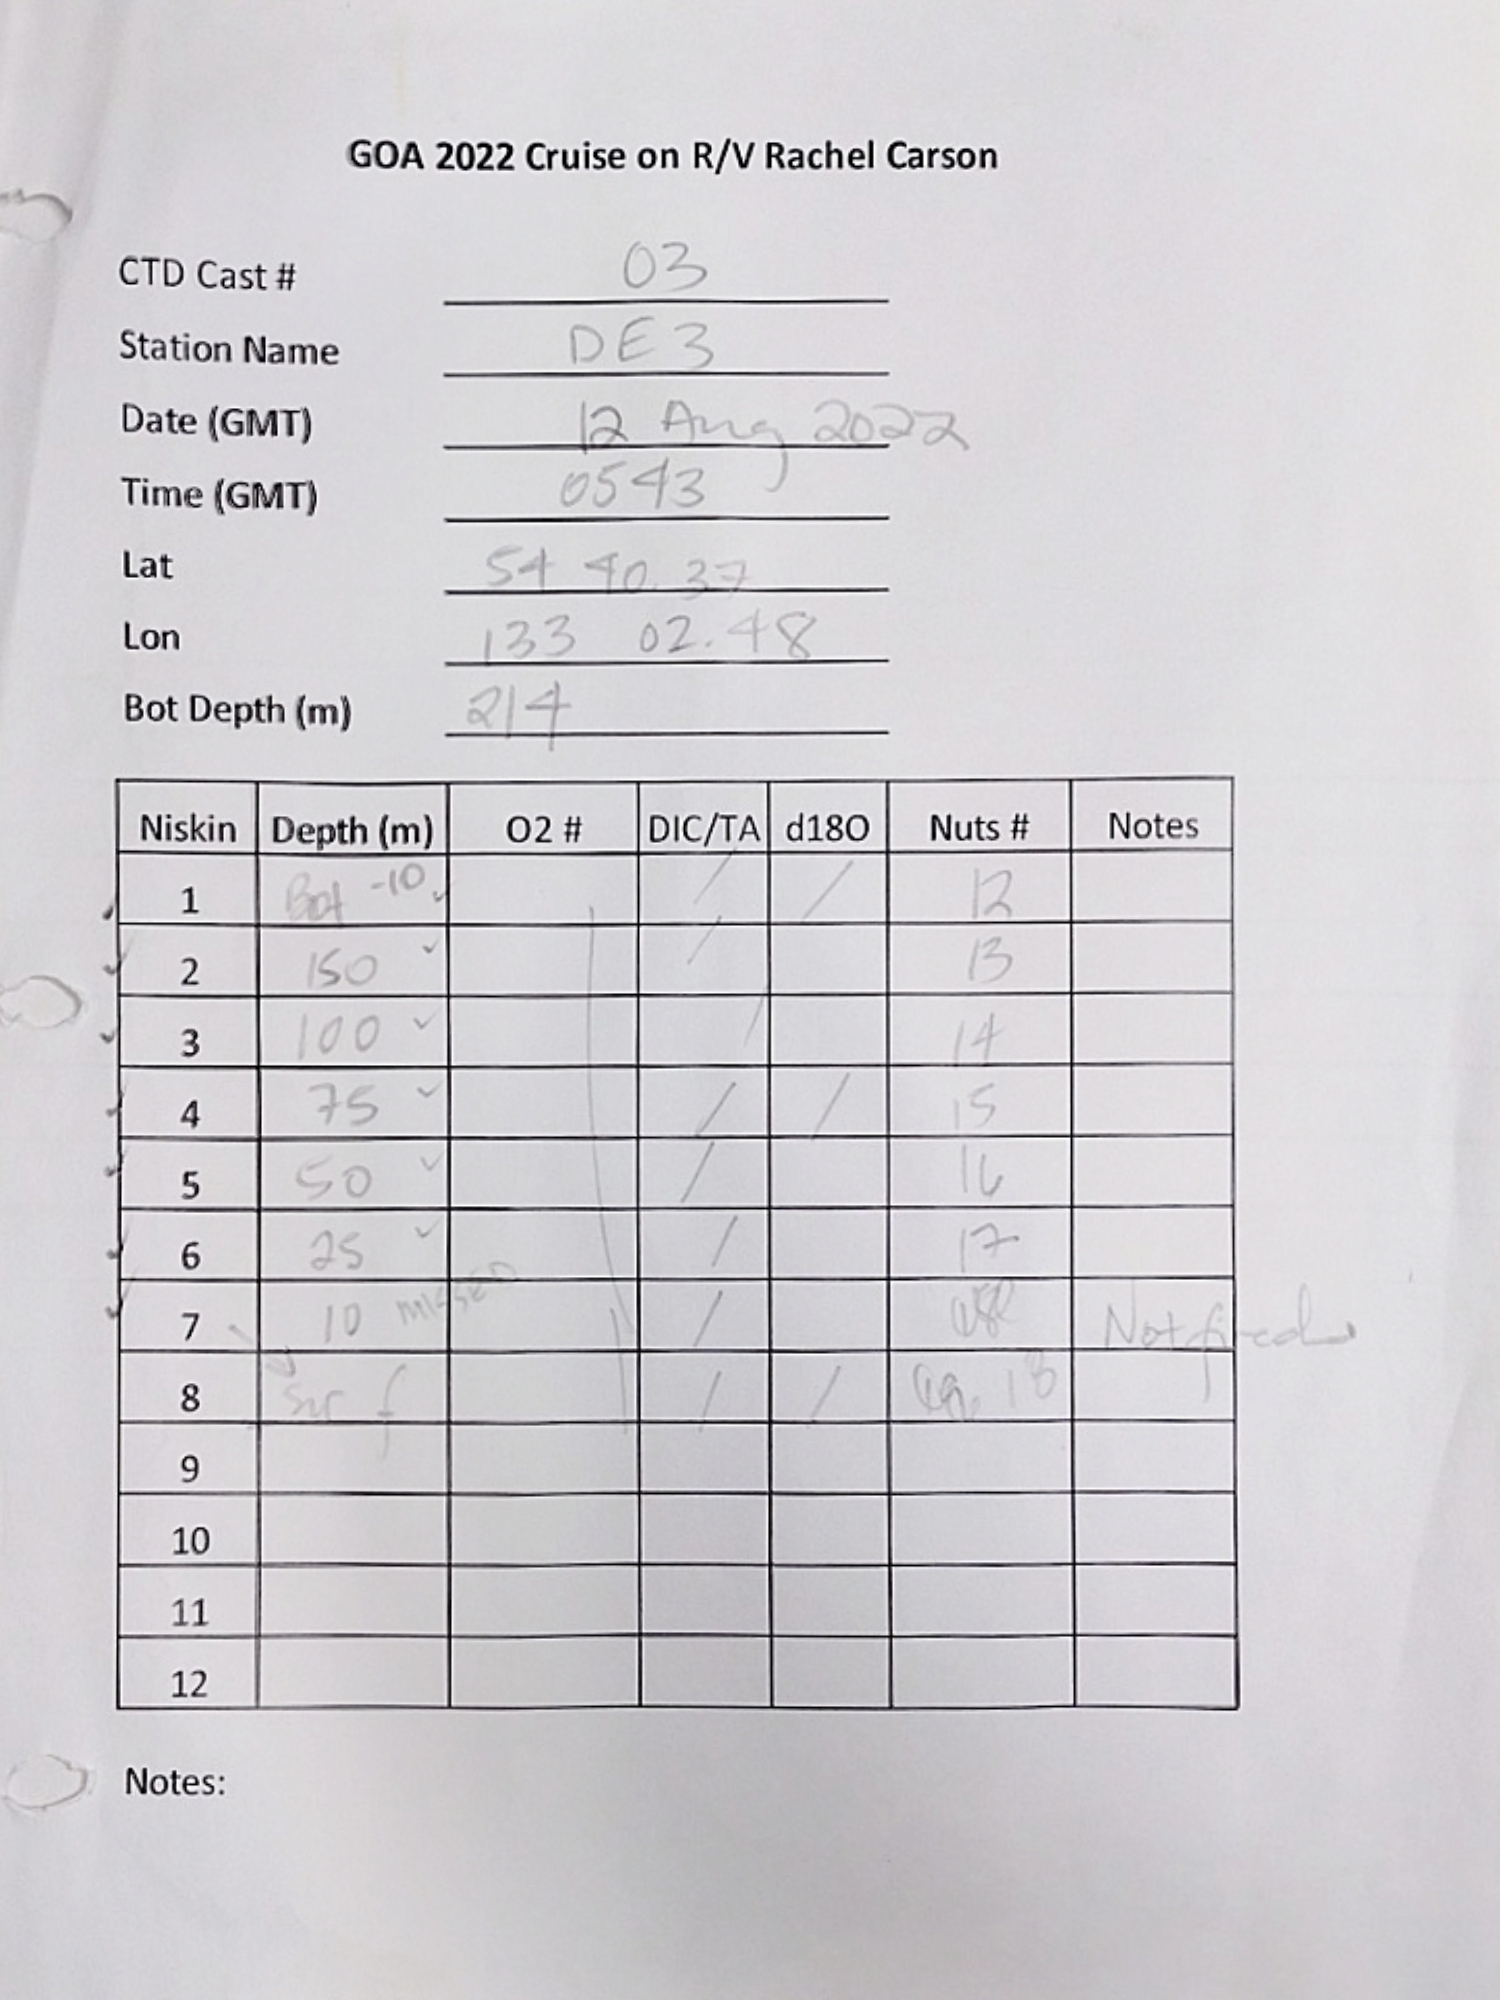 GOA 2022 Cruise on R/V Rachel Carson
CTD Cast # 03
Station Name DE3
Date (GMT) 12 Aug 2022
Time (GMT) 0543
Lat 54 40.37
Lon 133 02.48
Bot Depth (m) 214
Niskin Depth (m) O2 # DIC/TA d18O Nuts # Notes
1 Bot -10 ✓ / / 12
2 150 ✓ / 13
3 100 ✓ / 14
4 75 ✓ / / 15
5 50 ✓ / 16
6 25 ✓ / 17
7 10 MISSED / Not fired
8 Surf / / 18
9
10
11
12
Notes: